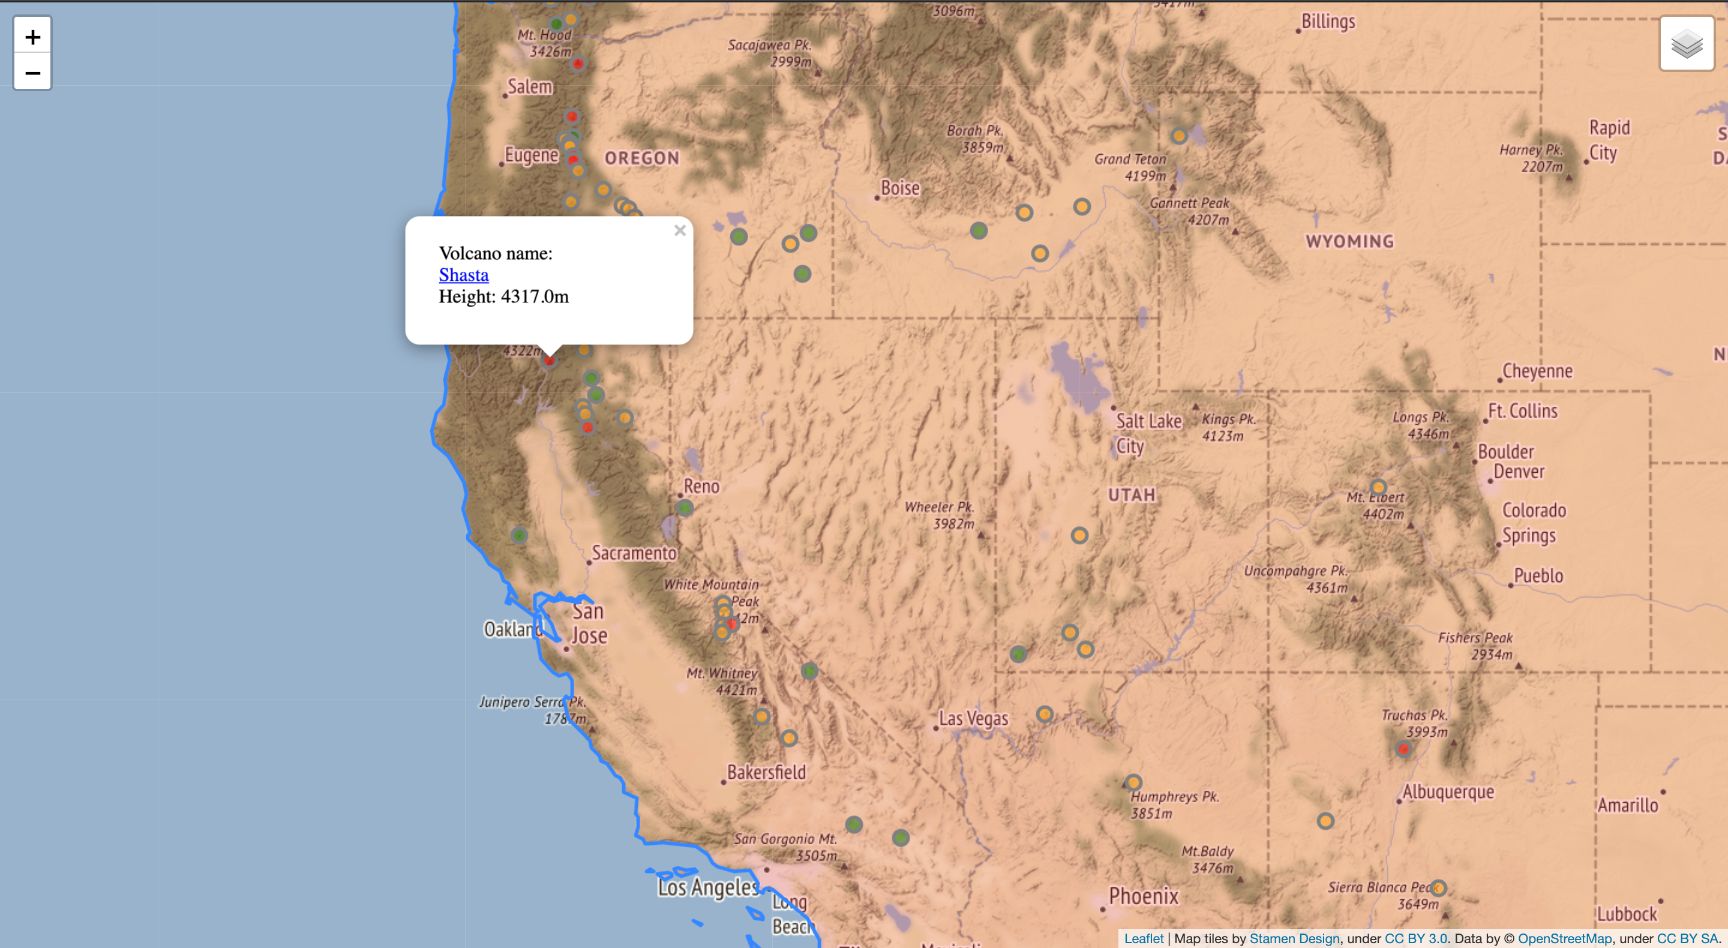 +
−
3096m
3417m
Billings
Mt. Hood
3426m
Sacajawea Pk.
2999m
Salem
Rapid
City
Borah Pk.
3859m
Harney Pk.
2207m
Eugene
OREGON
Grand Teton
4199m
Boise
Gannett Peak
4207m
WYOMING
×
Volcano name:
Shasta
Height: 4317.0m
4322m
Cheyenne
Salt Lake
City
Kings Pk.
4123m
Longs Pk.
4346m
Ft. Collins
Boulder
Denver
Reno
UTAH
Wheeler Pk.
3982m
Mt. Elbert
4402m
Colorado
Springs
Sacramento
Uncompahgre Pk.
4361m
Pueblo
White Mountain
Peak
Oakland
San
Jose
Fishers Peak
2934m
Mt. Whitney
4421m
Junipero Serra Pk.
1787m
Las Vegas
Truchas Pk.
3993m
Bakersfield
Humphreys Pk.
3851m
Albuquerque
Amarillo
San Gorgonio Mt.
3505m
Mt.Baldy
3476m
Los Angeles
Long
Beach
Phoenix
Sierra Blanca Peak
3649m
Lubbock
Leaflet | Map tiles by Stamen Design, under CC BY 3.0. Data by © OpenStreetMap, under CC BY SA.